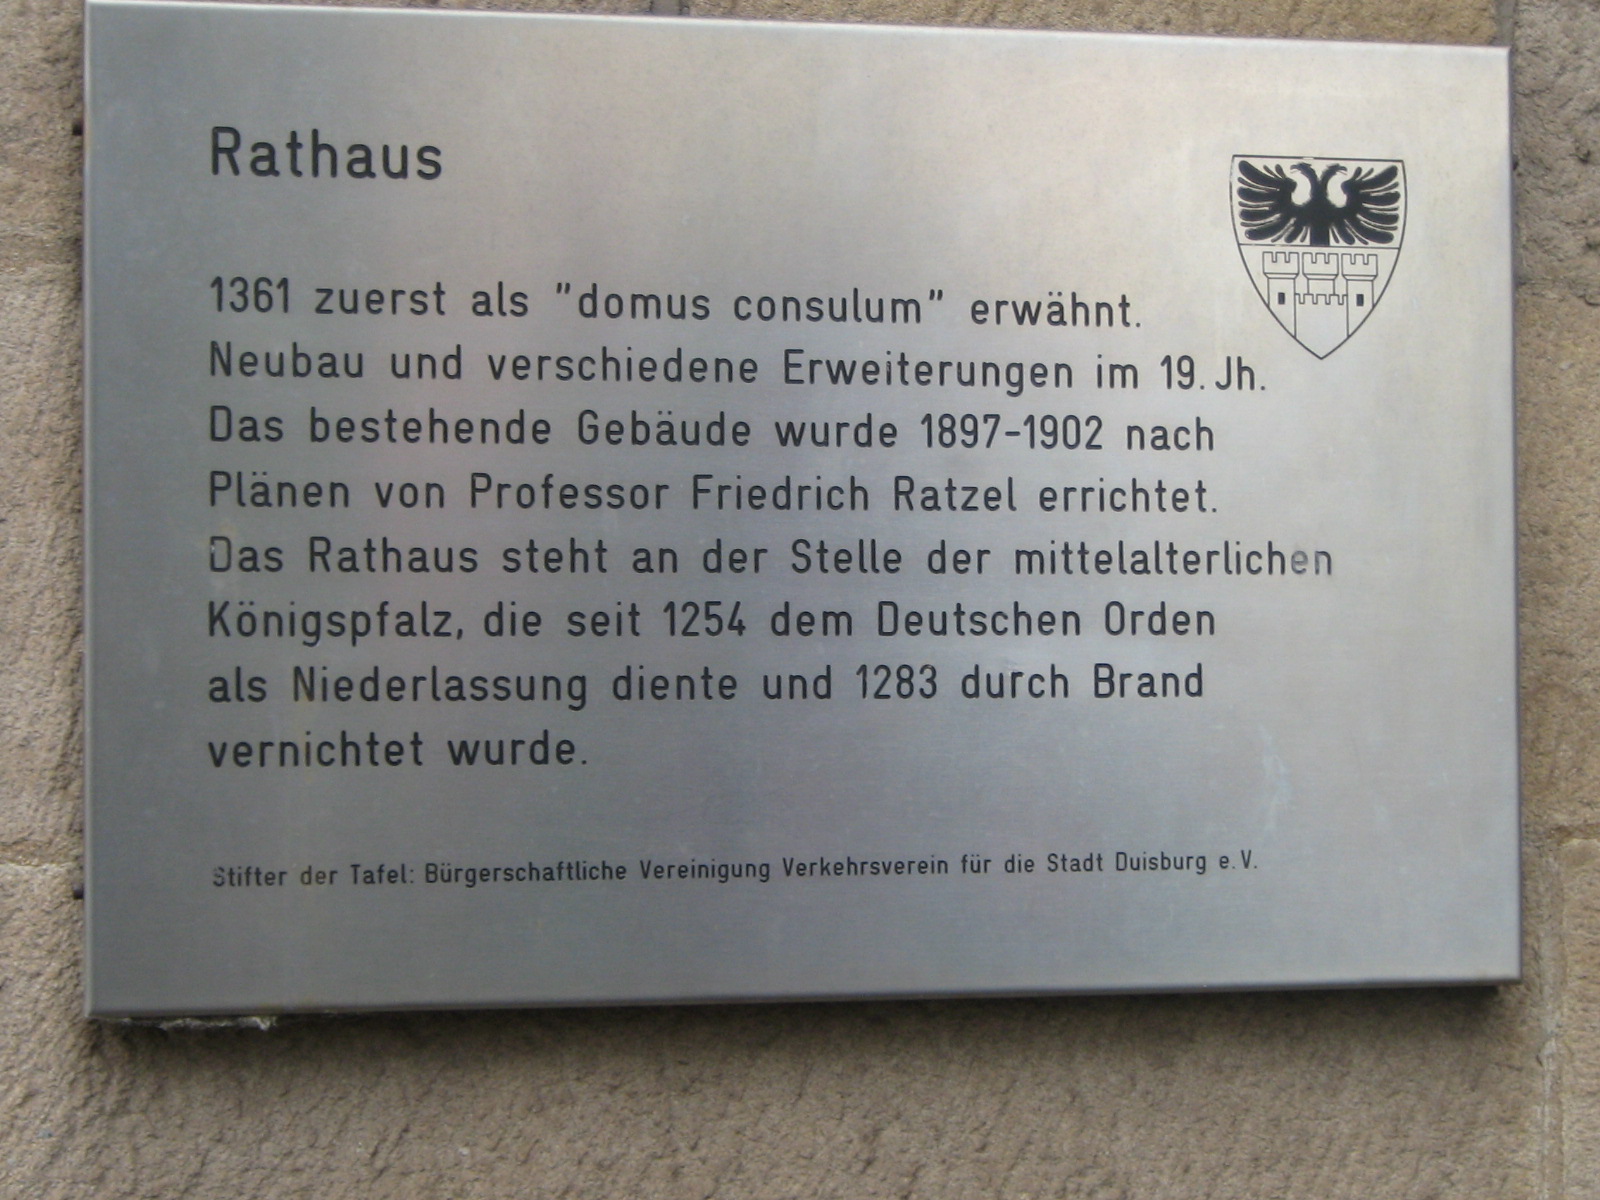 Rathaus
1361 zuerst als "domus consulum" erwähnt.
Neubau und verschiedene Erweiterungen im 19. Jh.
Das bestehende Gebäude wurde 1897-1902 nach
Plänen von Professor Friedrich Ratzel errichtet.
Das Rathaus steht an der Stelle der mittelalterlichen
Königspfalz, die seit 1254 dem Deutschen Orden
als Niederlassung diente und 1283 durch Brand
vernichtet wurde.
Stifter der Tafel: Bürgerschaftliche Vereinigung Verkehrsverein für die Stadt Duisburg e.V.